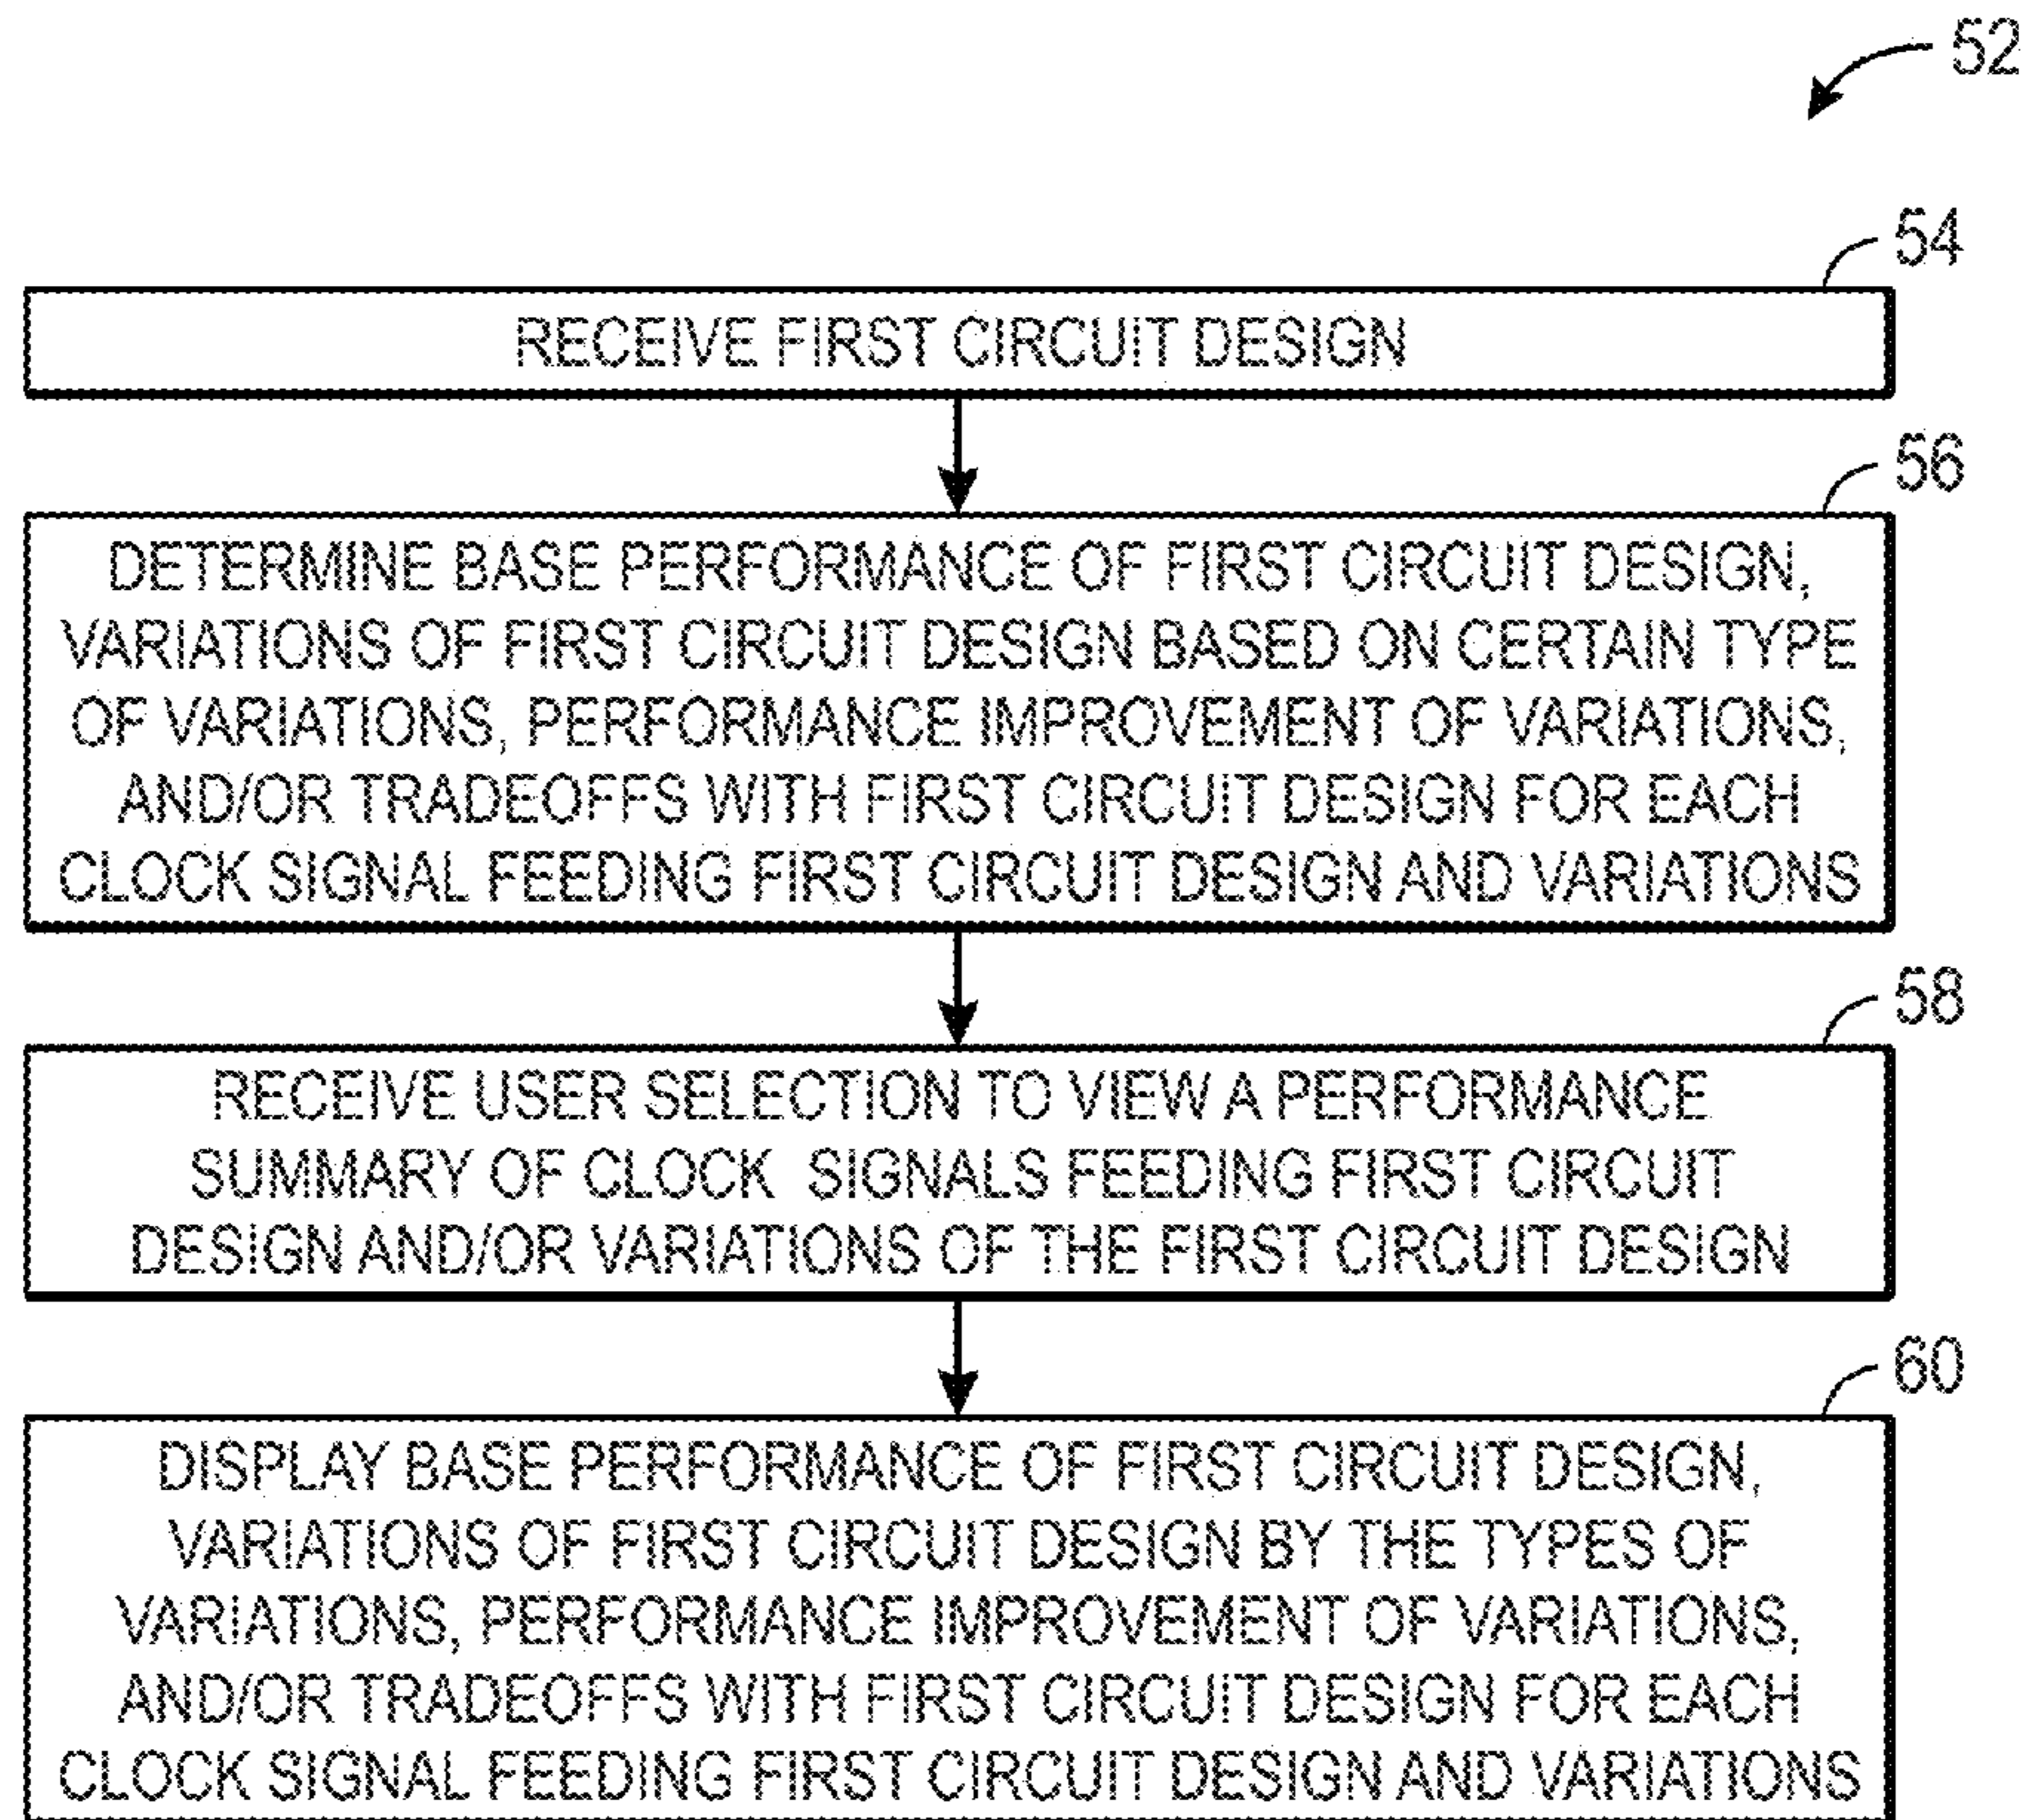 52
54
RECEIVE FIRST CIRCUIT DESIGN
56
DETERMINE BASE PERFORMANCE OF FIRST CIRCUIT DESIGN,
VARIATIONS OF FIRST CIRCUIT DESIGN BASED ON CERTAIN TYPE
OF VARIATIONS, PERFORMANCE IMPROVEMENT OF VARIATIONS,
AND/OR TRADEOFFS WITH FIRST CIRCUIT DESIGN FOR EACH
CLOCK SIGNAL FEEDING FIRST CIRCUIT DESIGN AND VARIATIONS
58
RECEIVE USER SELECTION TO VIEW A PERFORMANCE
SUMMARY OF CLOCK SIGNALS FEEDING FIRST CIRCUIT
DESIGN AND/OR VARIATIONS OF THE FIRST CIRCUIT DESIGN
60
DISPLAY BASE PERFORMANCE OF FIRST CIRCUIT DESIGN,
VARIATIONS OF FIRST CIRCUIT DESIGN BY THE TYPES OF
VARIATIONS, PERFORMANCE IMPROVEMENT OF VARIATIONS,
AND/OR TRADEOFFS WITH FIRST CIRCUIT DESIGN FOR EACH
CLOCK SIGNAL FEEDING FIRST CIRCUIT DESIGN AND VARIATIONS